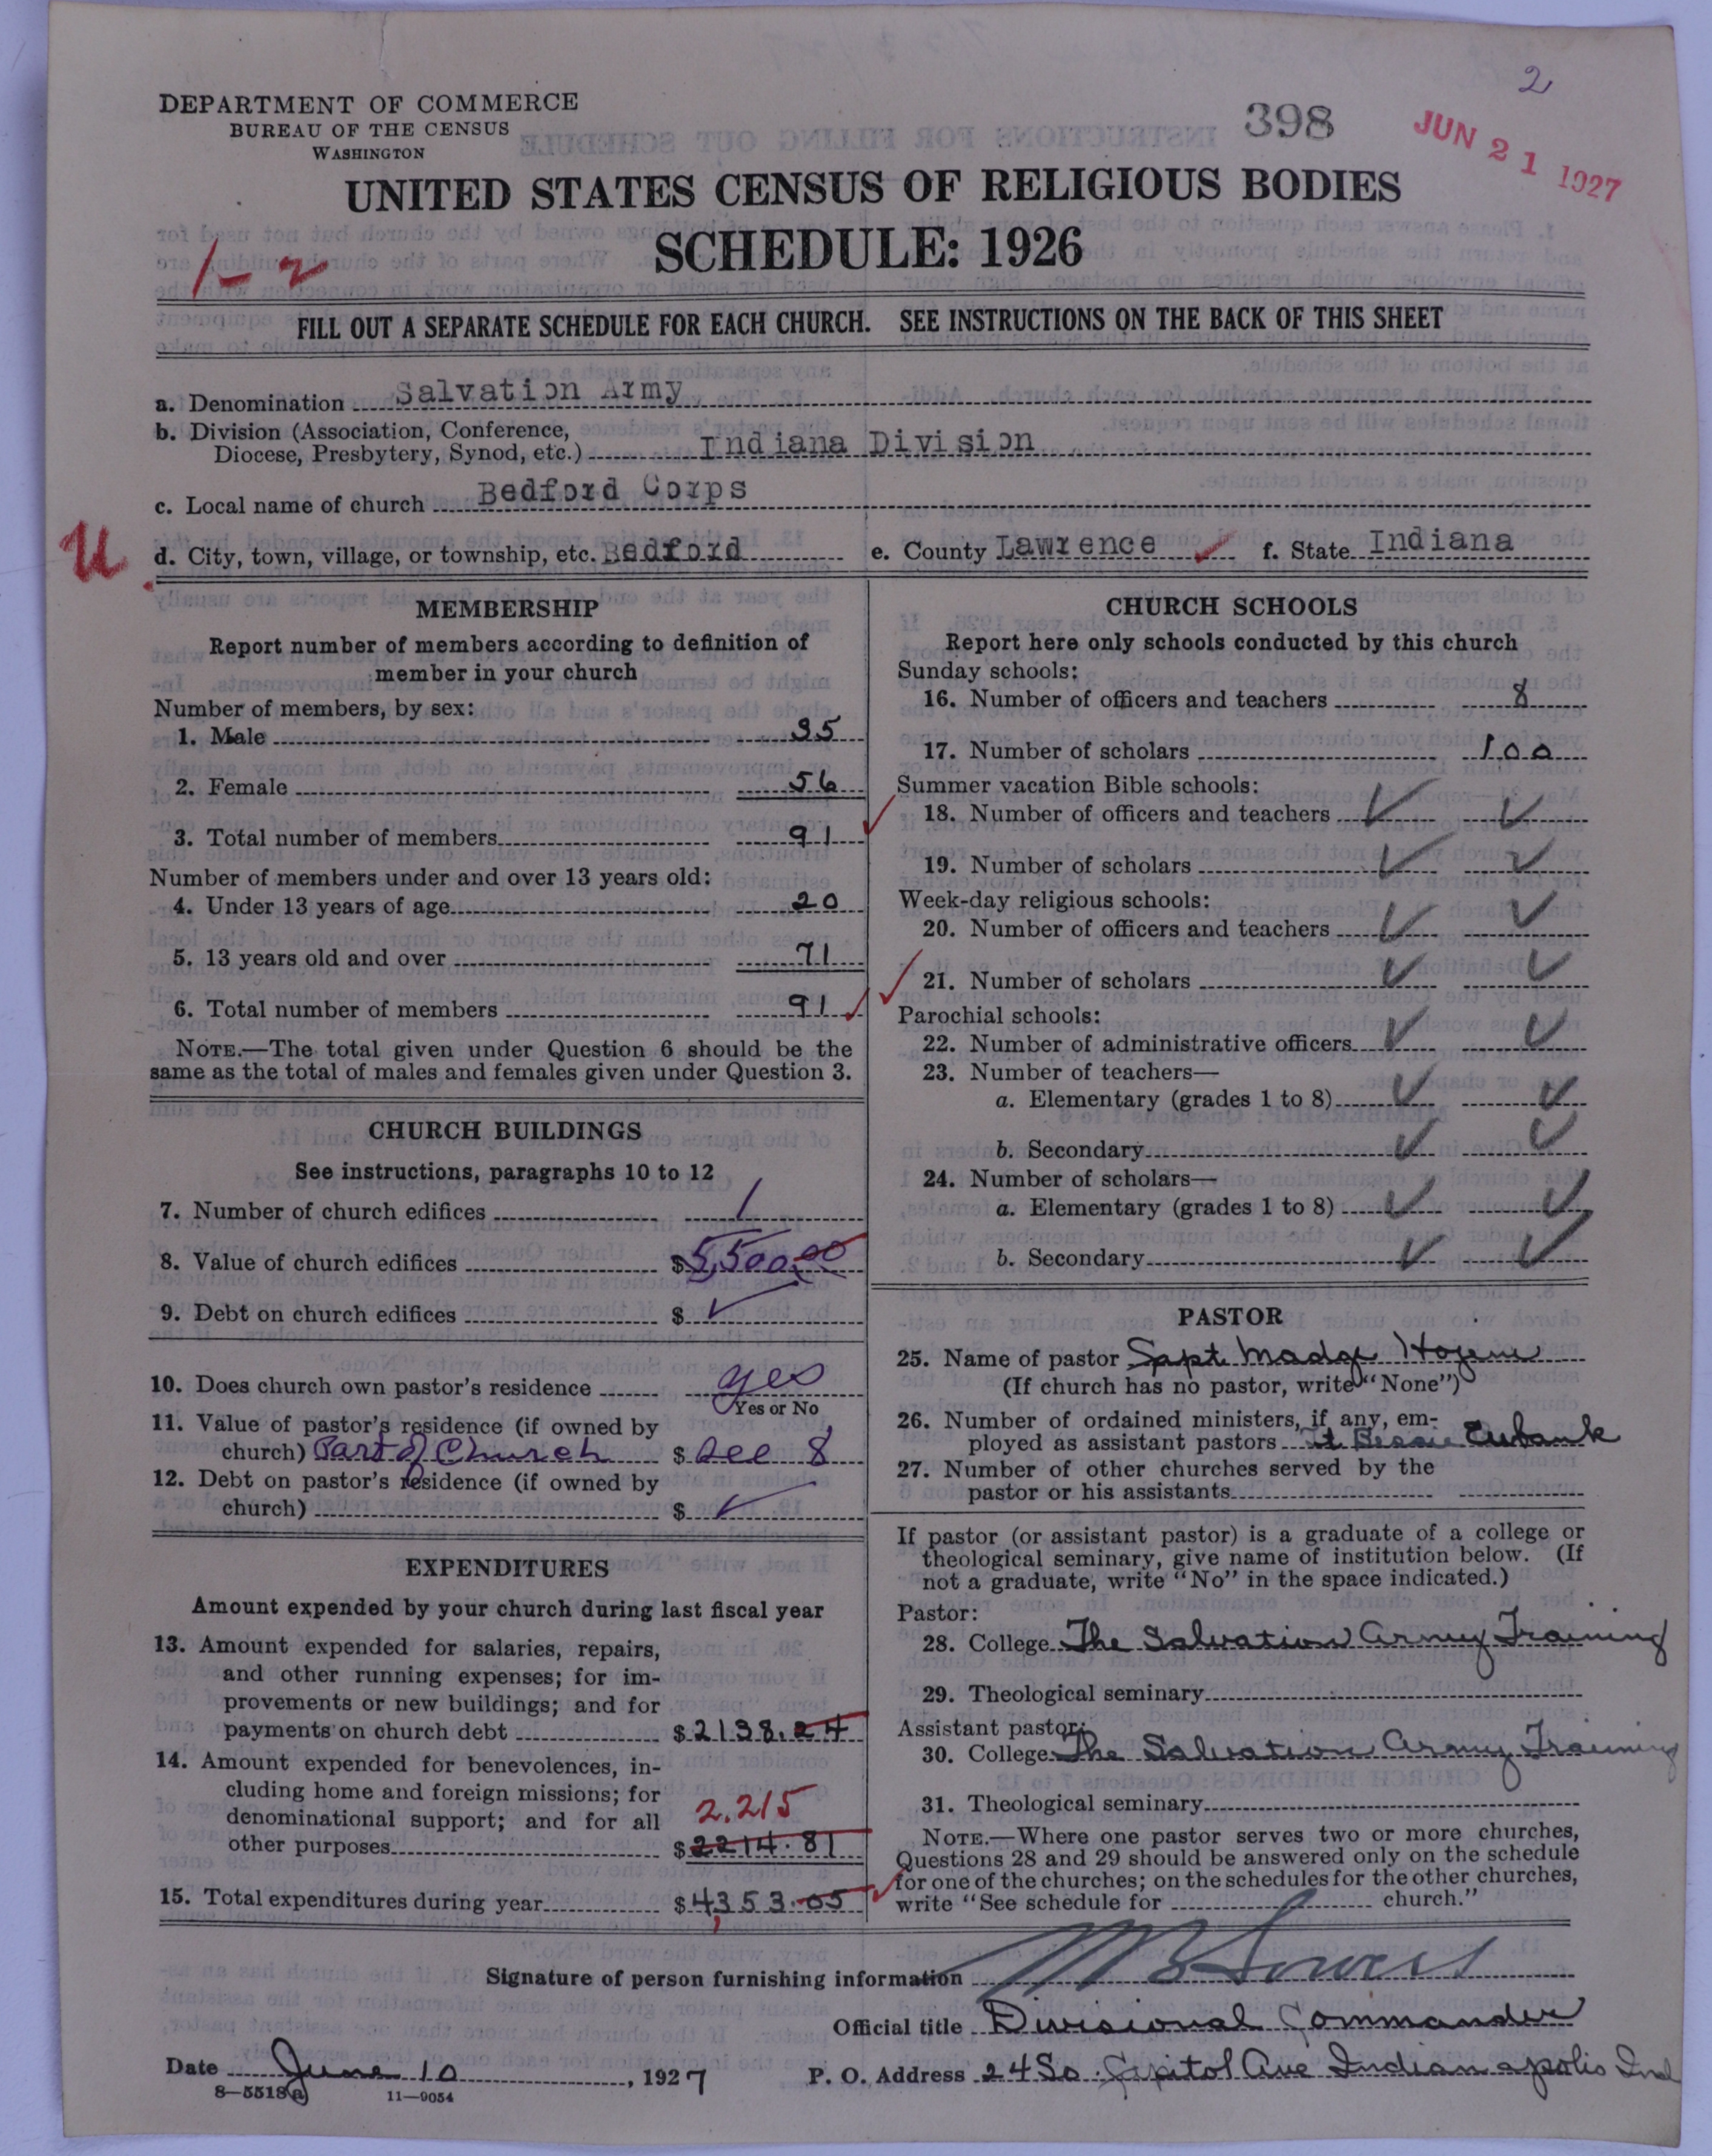 2
DEPARTMENT OF COMMERCE
BUREAU OF THE CENSUS
WASHINGTON
398
JUN 21 1927
UNITED STATES CENSUS OF RELIGIOUS BODIES
SCHEDULE: 1926
1-2
FILL OUT A SEPARATE SCHEDULE FOR EACH CHURCH. SEE INSTRUCTIONS ON THE BACK OF THIS SHEET
a. Denomination Salvation Army
b. Division (Association, Conference,
Diocese, Presbytery, Synod, etc.) Indiana Division
c. Local name of church Bedford Corps
U
d. City, town, village, or township, etc. Bedford e. County Lawrence ✓ f. State Indiana
MEMBERSHIP
Report number of members according to definition of
member in your church
Number of members, by sex:
1. Male 35
2. Female 56
3. Total number of members 91 ✓
Number of members under and over 13 years old:
4. Under 13 years of age 20
5. 13 years old and over 71
6. Total number of members 91 ✓
NOTE.—The total given under Question 6 should be the
same as the total of males and females given under Question 3.
CHURCH BUILDINGS
See instructions, paragraphs 10 to 12
7. Number of church edifices 1
8. Value of church edifices $5,500.00
9. Debt on church edifices $ ✓
10. Does church own pastor's residence yes
Yes or No
11. Value of pastor's residence (if owned by
church) Part of Church $ See 8
12. Debt on pastor's residence (if owned by
church) $ ✓
EXPENDITURES
Amount expended by your church during last fiscal year
13. Amount expended for salaries, repairs,
and other running expenses; for im-
provements or new buildings; and for
payments on church debt $2138.24
14. Amount expended for benevolences, in-
cluding home and foreign missions; for
denominational support; and for all 2.215
other purposes $2214.81
15. Total expenditures during year $4,353.05 ✓
CHURCH SCHOOLS
Report here only schools conducted by this church
Sunday schools:
16. Number of officers and teachers 8
17. Number of scholars 100
Summer vacation Bible schools:
18. Number of officers and teachers ✓ ✓
19. Number of scholars ✓ ✓
Week-day religious schools:
20. Number of officers and teachers ✓ ✓
✓ 21. Number of scholars ✓ ✓
Parochial schools:
22. Number of administrative officers ✓ ✓
23. Number of teachers—
a. Elementary (grades 1 to 8) ✓ ✓
b. Secondary ✓ ✓
24. Number of scholars—
a. Elementary (grades 1 to 8) ✓ ✓
b. Secondary ✓ ✓
PASTOR
25. Name of pastor Capt. Madge
(If church has no pastor, write "None")
26. Number of ordained ministers, if any, em-
ployed as assistant pastors Lt Bessie Eubank
27. Number of other churches served by the
pastor or his assistants
If pastor (or assistant pastor) is a graduate of a college or
theological seminary, give name of institution below. (If
not a graduate, write "No" in the space indicated.)
Pastor:
28. College The Salvation Army Training
29. Theological seminary
Assistant pastor:
30. College The Salvation Army Training
31. Theological seminary
NOTE.—Where one pastor serves two or more churches,
Questions 28 and 29 should be answered only on the schedule
for one of the churches; on the schedules for the other churches,
write "See schedule for church."
Signature of person furnishing information
Official title Divisional Commander
Date June 10, 1927 P. O. Address 24 So. Capitol Ave Indianapolis Ind
8—5518a 11—9054